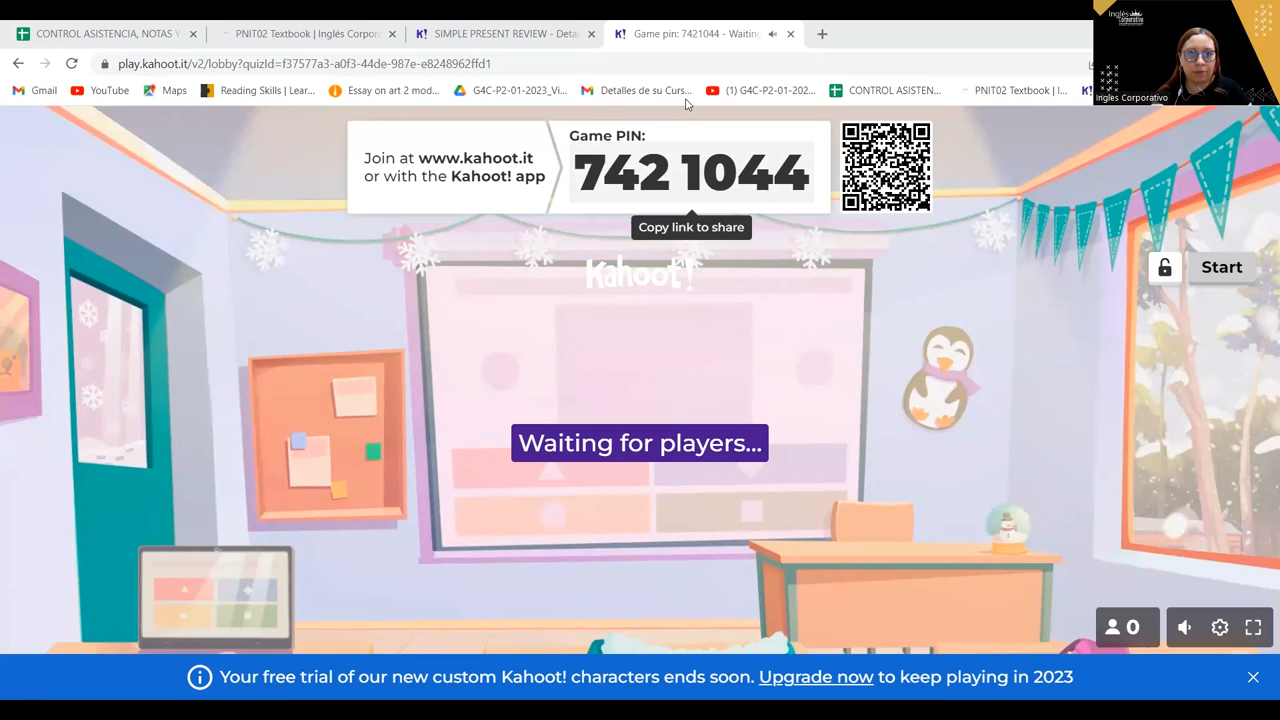 CONTROL ASISTENCIA, NOTAS Y
PNIT02 Textbook | Inglés Corpor
SIMPLE PRESENT REVIEW - Deta
Game pin: 7421044 - Waitin
play.kahoot.it/v2/lobby?quizId=f37577a3-a0f3-44de-987e-e8248962ffd1
Gmail
YouTube
Maps
Reading Skills | Lear...
Essay on art 2 mod...
G4C-P2-01-2023_Vi...
Detalles de su Curs...
(1) G4C-P2-01-202...
CONTROL ASISTEN...
PNIT02 Textbook | I...
Inglés
Corporativo
Ingles Corporativo
Join at www.kahoot.it
or with the Kahoot! app
Game PIN:
742 1044
Copy link to share
Kahoot!
Start
Waiting for players...
0
Your free trial of our new custom Kahoot! characters ends soon. Upgrade now to keep playing in 2023